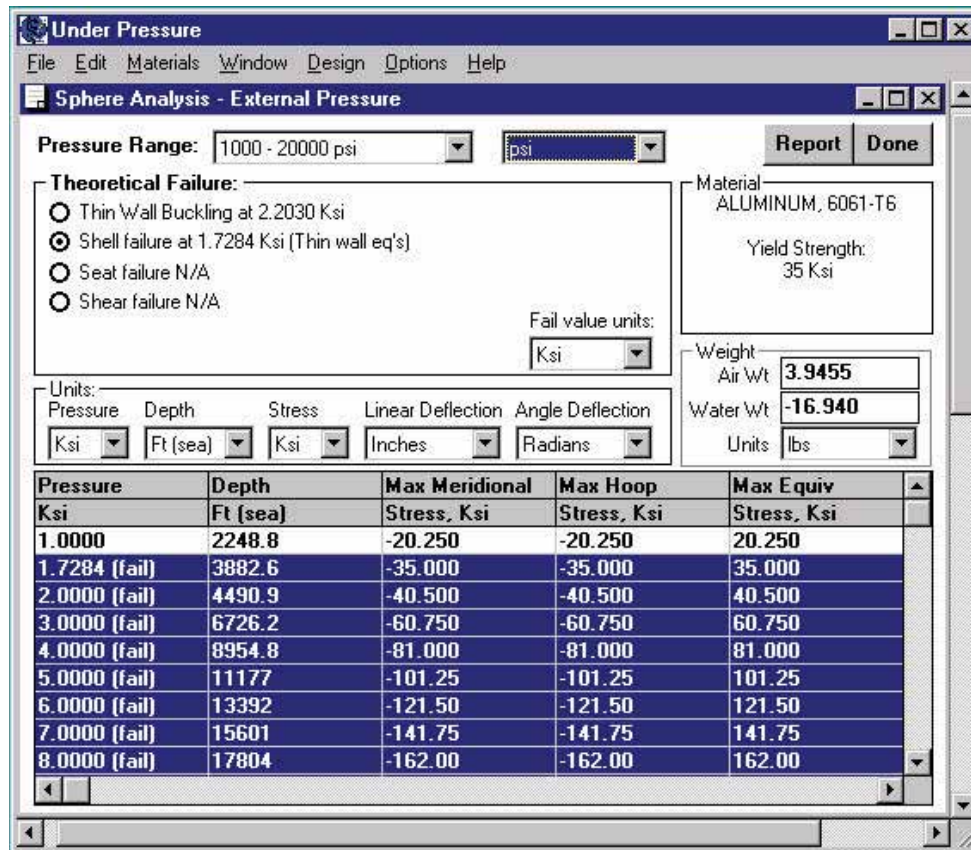 Under Pressure
File Edit Materials Window Design Options Help
Sphere Analysis - External Pressure
Pressure Range: 1000 - 20000 psi psi Report Done
Theoretical Failure:
Thin Wall Buckling at 2.2030 Ksi
Shell failure at 1.7284 Ksi (Thin wall eq's)
Seat failure N/A
Shear failure N/A
Fail value units:
Ksi
Material
ALUMINUM, 6061-T6
Yield Strength:
35 Ksi
Weight
Air Wt 3.9455
Water Wt -16.940
Units lbs
Units:
Pressure Depth Stress Linear Deflection Angle Deflection
Ksi Ft (sea) Ksi Inches Radians
Pressure Depth Max Meridional Max Hoop Max Equiv
Ksi Ft (sea) Stress, Ksi Stress, Ksi Stress, Ksi
1.0000 2248.8 -20.250 -20.250 20.250
1.7284 (fail) 3882.6 -35.000 -35.000 35.000
2.0000 (fail) 4490.9 -40.500 -40.500 40.500
3.0000 (fail) 6726.2 -60.750 -60.750 60.750
4.0000 (fail) 8954.8 -81.000 -81.000 81.000
5.0000 (fail) 11177 -101.25 -101.25 101.25
6.0000 (fail) 13392 -121.50 -121.50 121.50
7.0000 (fail) 15601 -141.75 -141.75 141.75
8.0000 (fail) 17804 -162.00 -162.00 162.00